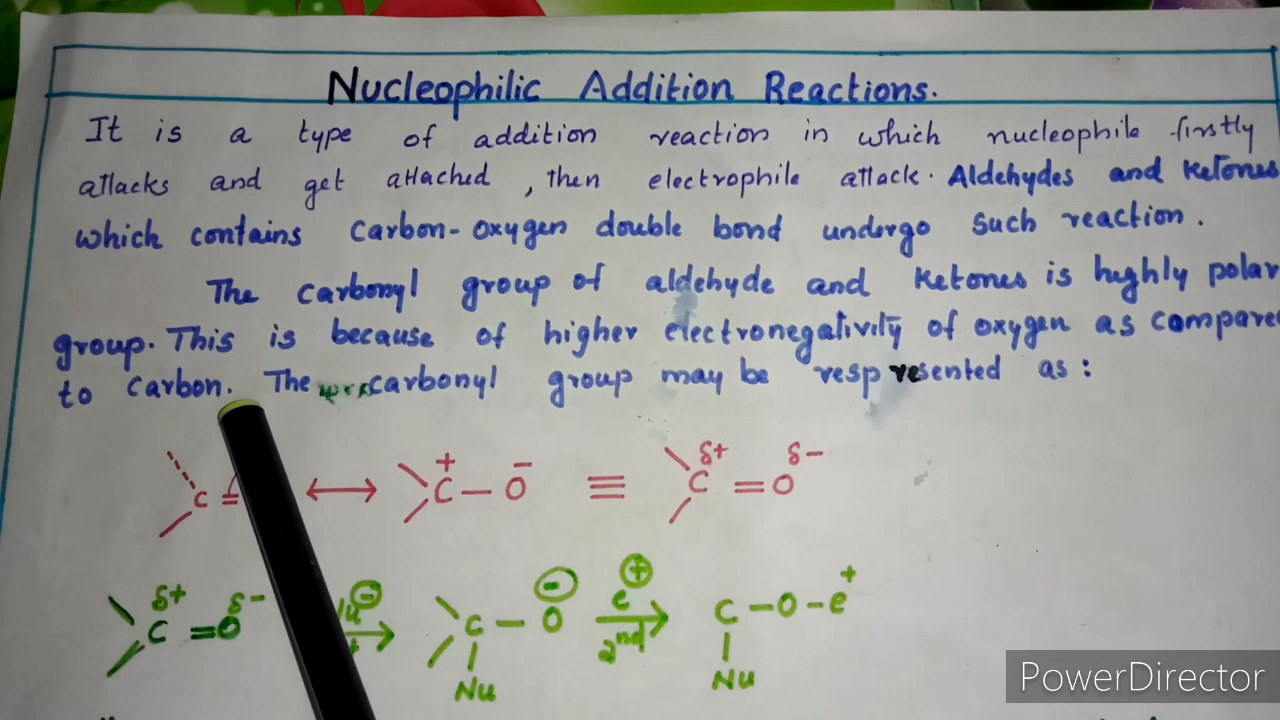 Nucleophilic Addition Reactions.
It is a type of addition reaction in which nucleophile firstly
attacks and get attached, then electrophile attack. Aldehydes and Ketones
which contains Carbon-oxygen double bond undergo such reaction.
The carbonyl group of aldehyde and Ketones is highly polar
group. This is because of higher electronegativity of oxygen as compare
to carbon. The carbonyl group may be respresented as:
C = ↔ C+ — O- ≡ Cδ+ = Oδ-
δ+ δ- ⊖ ⊖ e⊕ +
C = O → C — O → C — O — e
2nd
Nu Nu
PowerDirector